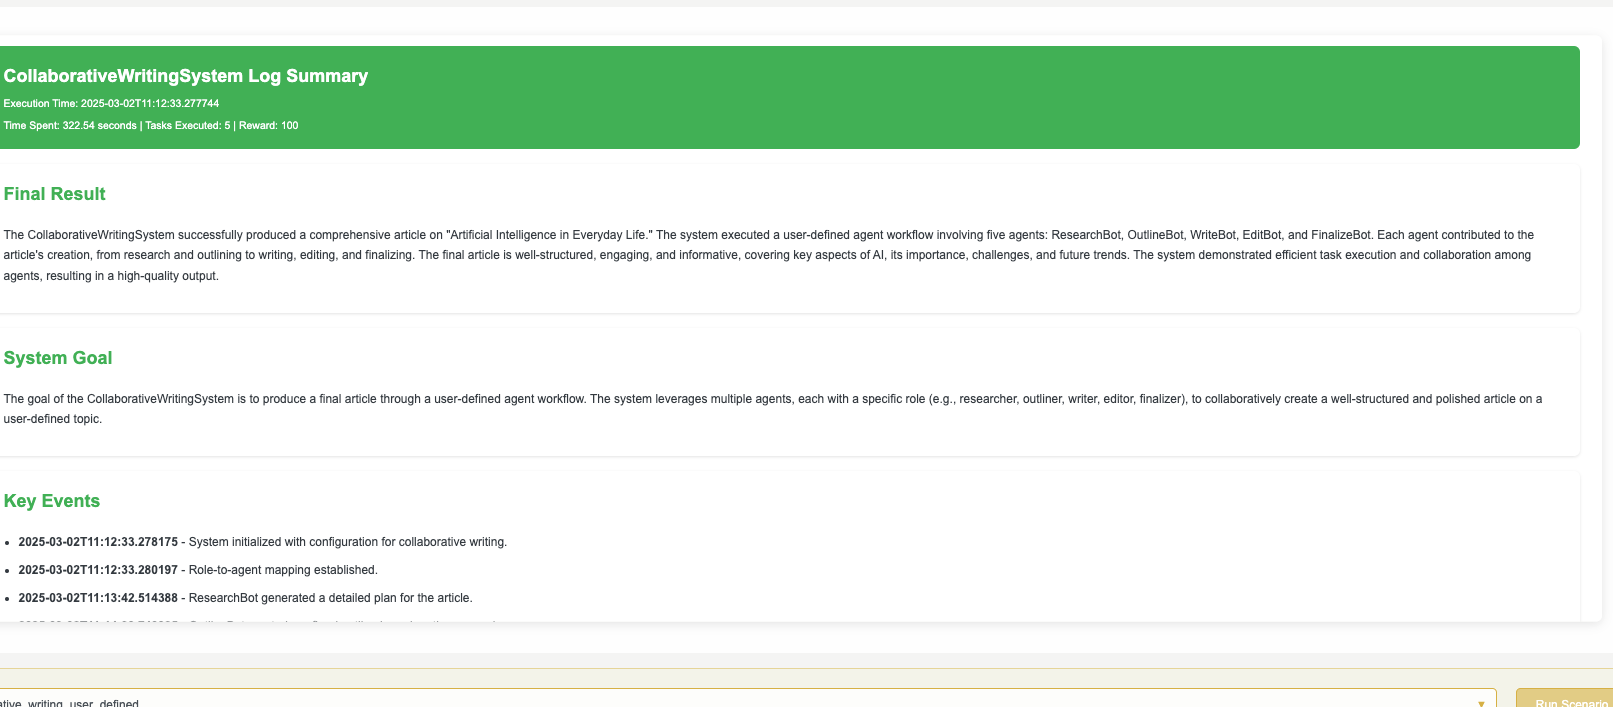 CollaborativeWritingSystem Log Summary
Execution Time: 2025-03-02T11:12:33.277744
Time Spent: 322.54 seconds | Tasks Executed: 5 | Reward: 100
Final Result
The CollaborativeWritingSystem successfully produced a comprehensive article on "Artificial Intelligence in Everyday Life." The system executed a user-defined agent workflow involving five agents: ResearchBot, OutlineBot, WriteBot, EditBot, and FinalizeBot. Each agent contributed to the
article's creation, from research and outlining to writing, editing, and finalizing. The final article is well-structured, engaging, and informative, covering key aspects of AI, its importance, challenges, and future trends. The system demonstrated efficient task execution and collaboration among
agents, resulting in a high-quality output.
System Goal
The goal of the CollaborativeWritingSystem is to produce a final article through a user-defined agent workflow. The system leverages multiple agents, each with a specific role (e.g., researcher, outliner, writer, editor, finalizer), to collaboratively create a well-structured and polished article on a
user-defined topic.
Key Events
• 2025-03-02T11:12:33.278175 - System initialized with configuration for collaborative writing.
• 2025-03-02T11:12:33.280197 - Role-to-agent mapping established.
• 2025-03-02T11:13:42.514388 - ResearchBot generated a detailed plan for the article.
ative_writing_user_defined
Run Scenario